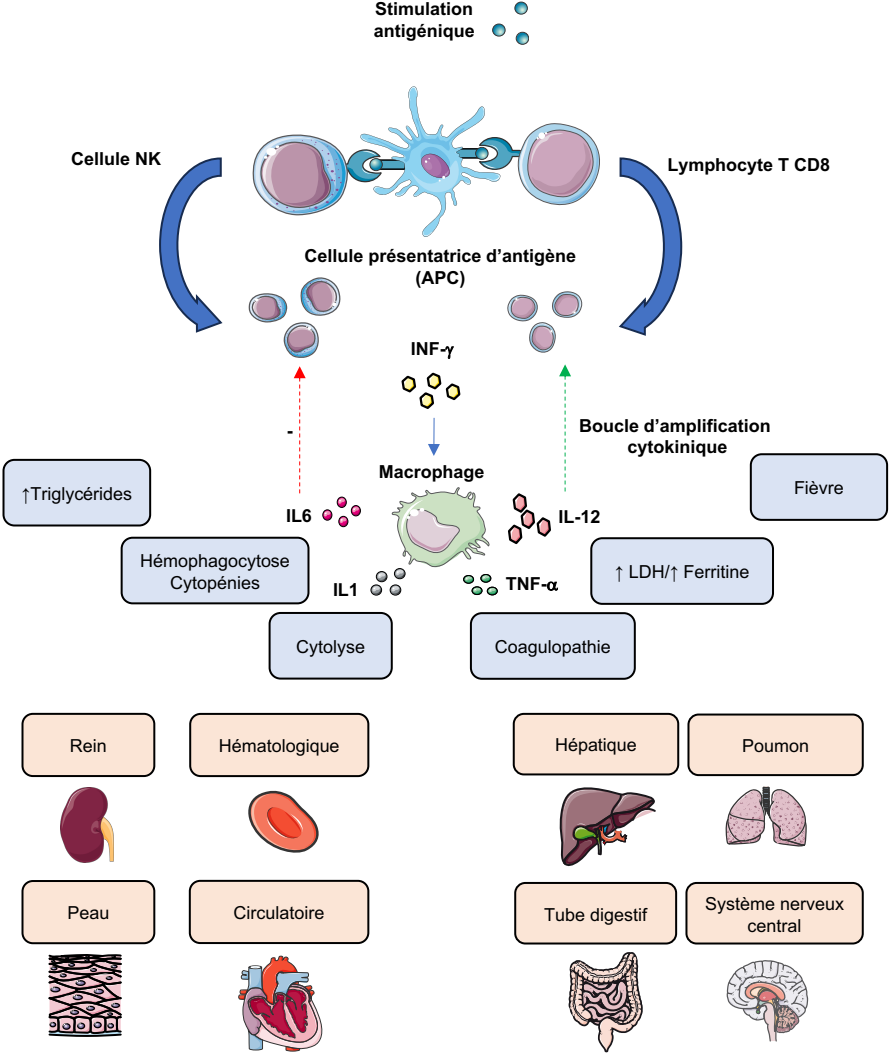 Stimulation
antigénique
Cellule NK
Lymphocyte T CD8
Cellule présentatrice d’antigène
(APC)
INF-γ
-
Boucle d’amplification
cytokinique
Macrophage
↑Triglycérides
Fièvre
IL6
IL-12
Hémophagocytose
Cytopénies
↑ LDH/↑ Ferritine
IL1
TNF-α
Cytolyse
Coagulopathie
Rein
Hématologique
Hépatique
Poumon
Peau
Circulatoire
Tube digestif
Système nerveux
central